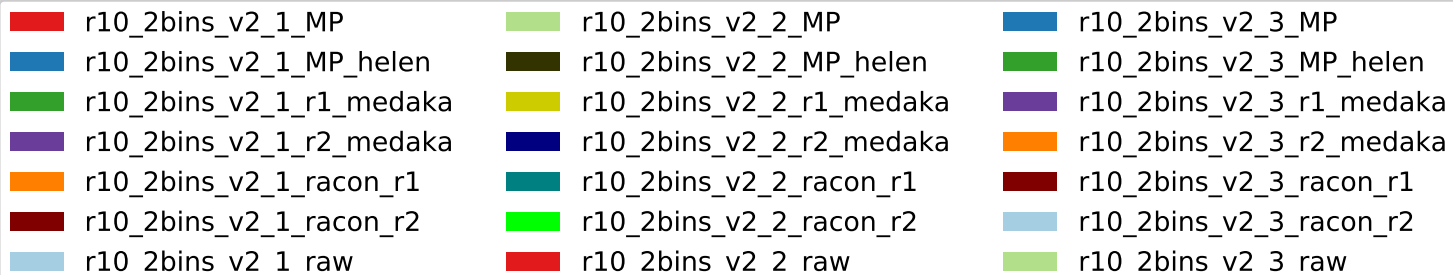 r10_2bins_v2_1_MP r10_2bins_v2_2_MP r10_2bins_v2_3_MP
r10_2bins_v2_1_MP_helen r10_2bins_v2_2_MP_helen r10_2bins_v2_3_MP_helen
r10_2bins_v2_1_r1_medaka r10_2bins_v2_2_r1_medaka r10_2bins_v2_3_r1_medaka
r10_2bins_v2_1_r2_medaka r10_2bins_v2_2_r2_medaka r10_2bins_v2_3_r2_medaka
r10_2bins_v2_1_racon_r1 r10_2bins_v2_2_racon_r1 r10_2bins_v2_3_racon_r1
r10_2bins_v2_1_racon_r2 r10_2bins_v2_2_racon_r2 r10_2bins_v2_3_racon_r2
r10_2bins_v2_1_raw r10_2bins_v2_2_raw r10_2bins_v2_3_raw